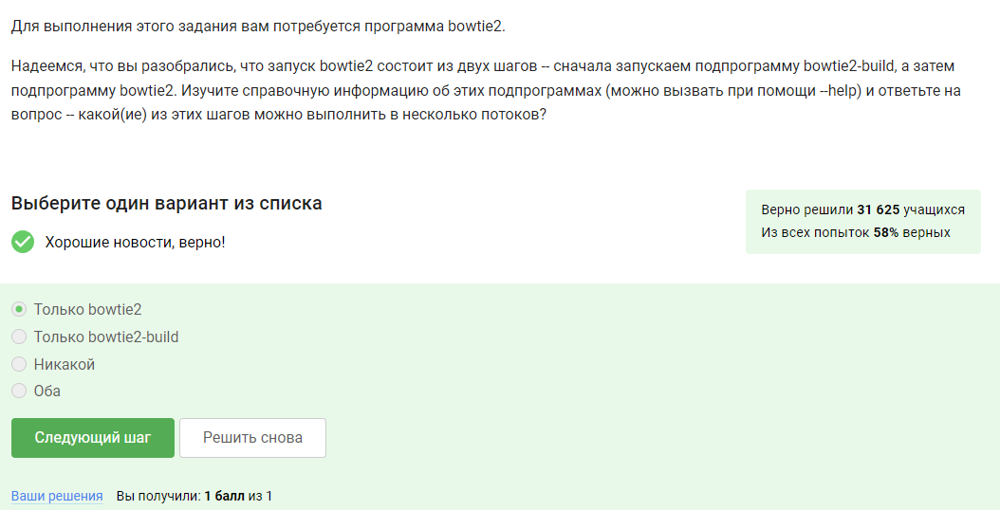 Для выполнения этого задания вам потребуется программа bowtie2.
Надеемся, что вы разобрались, что запуск bowtie2 состоит из двух шагов -- сначала запускаем подпрограмму bowtie2-build, а затем
подпрограмму bowtie2. Изучите справочную информацию об этих подпрограммах (можно вызвать при помощи --help) и ответьте на
вопрос -- какой(ие) из этих шагов можно выполнить в несколько потоков?
Выберите один вариант из списка
Хорошие новости, верно!
Верно решили 31 625 учащихся
Из всех попыток 58% верных
Только bowtie2
Только bowtie2-build
Никакой
Оба
Следующий шаг
Решить снова
Ваши решения Вы получили: 1 балл из 1